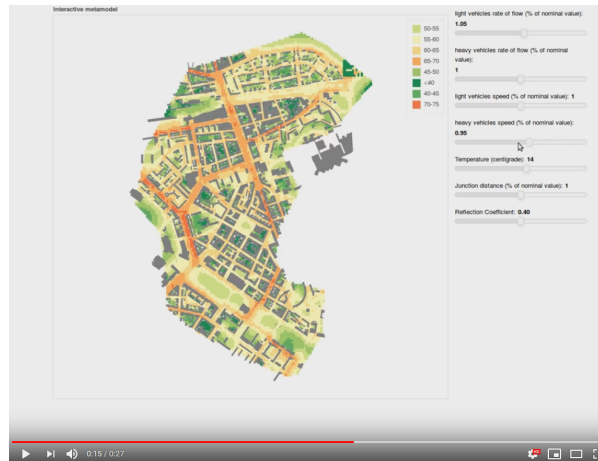 Interactive metamodel
50-55
55-60
60-65
65-70
45-50
<40
40-45
70-75
light vehicles rate of flow (% of nominal value):
1.05
heavy vehicles rate of flow (% of nominal
value):
1
light vehicles speed (% of nominal value): 1
heavy vehicles speed (% of nominal value):
0.95
Temperature (centigrade): 14
Junction distance (% of nominal value): 1
Reflection Coefficient: 0.40
0:15 / 0:27